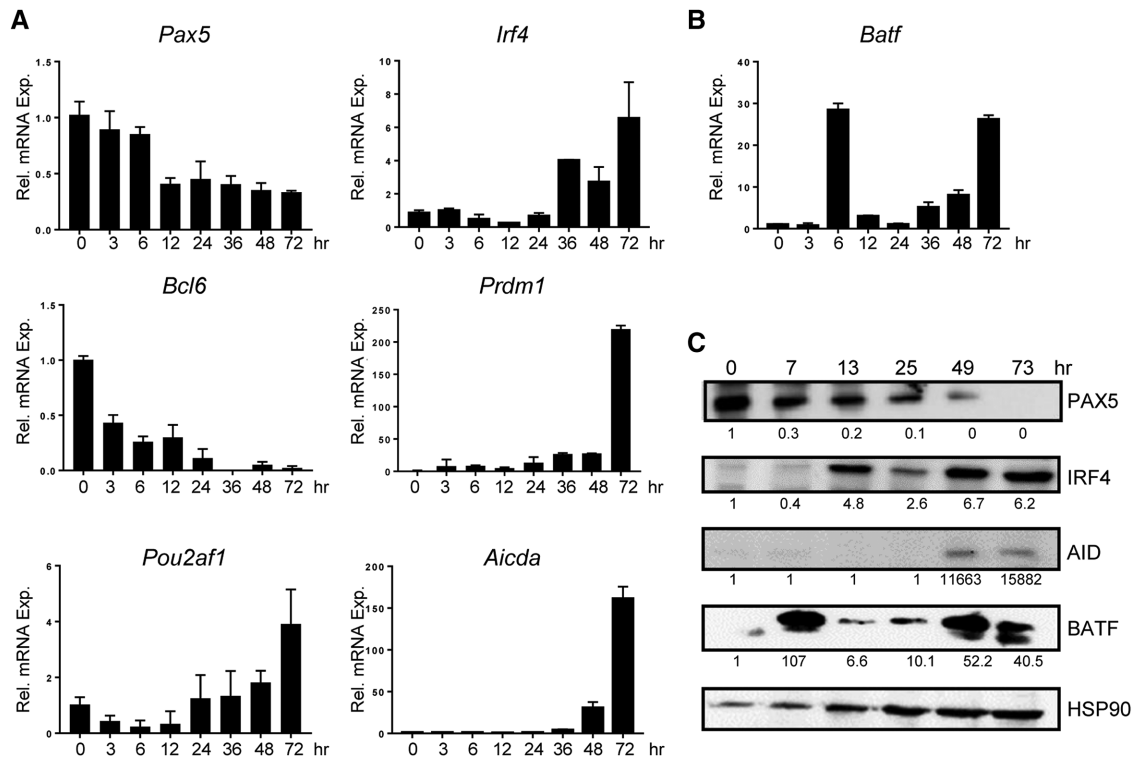 A
B
Pax5
Irf4
Batf
Rel. mRNA Exp.
1.5
1.0
0.5
0.0
0 3 6 12 24 36 48 72 hr
Rel. mRNA Exp.
10
8
6
4
2
0
0 3 6 12 24 36 48 72 hr
Rel. mRNA Exp.
40
30
20
10
0
0 3 6 12 24 36 48 72 hr
Bcl6
Prdm1
Rel. mRNA Exp.
1.5
1.0
0.5
0.0
0 3 6 12 24 36 48 72 hr
Rel. mRNA Exp.
250
200
150
100
50
0
0 3 6 12 24 36 48 72 hr
Pou2af1
Aicda
Rel. mRNA Exp.
6
4
2
0
0 3 6 12 24 36 48 72 hr
Rel. mRNA Exp.
200
150
100
50
0
0 3 6 12 24 36 48 72 hr
C
0 7 13 25 49 73 hr
PAX5
1 0.3 0.2 0.1 0 0
IRF4
1 0.4 4.8 2.6 6.7 6.2
AID
1 1 1 1 11663 15882
BATF
1 107 6.6 10.1 52.2 40.5
HSP90